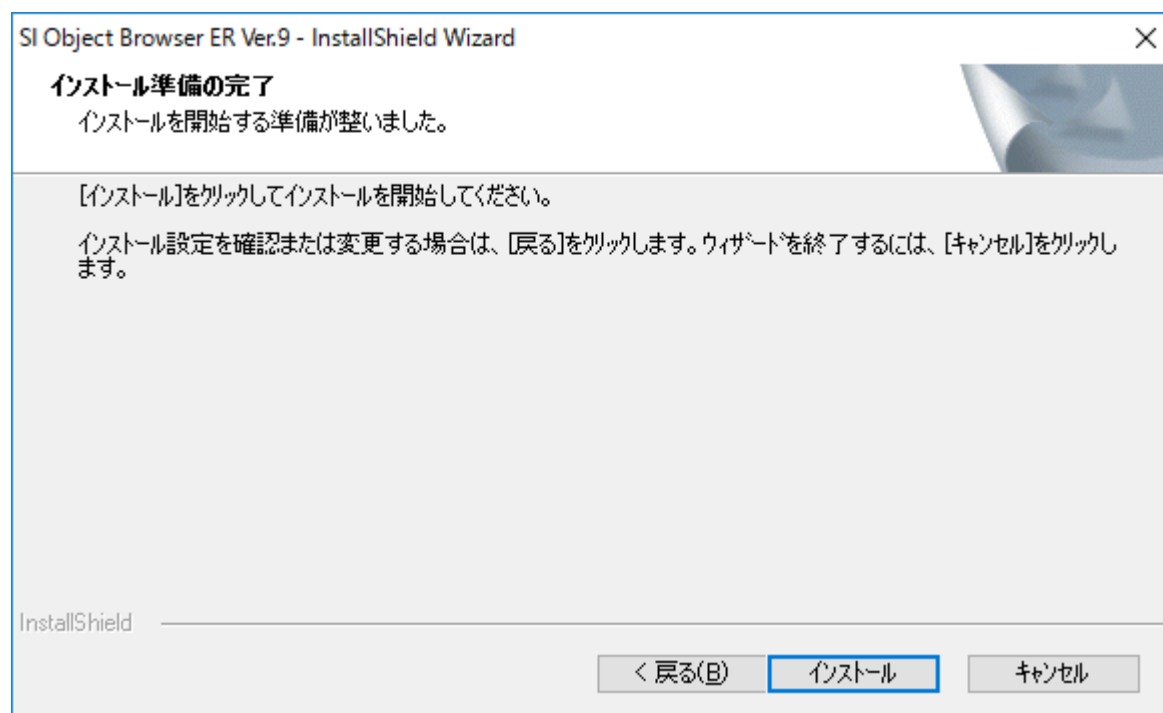 SI Object Browser ER Ver.9 - InstallShield Wizard
インストール準備の完了
インストールを開始する準備が整いました。
[インストール]をクリックしてインストールを開始してください。
インストール設定を確認または変更する場合は、[戻る]をクリックします。ウィザードを終了するには、[キャンセル]をクリックし
ます。
InstallShield
< 戻る(B)
インストール
キャンセル